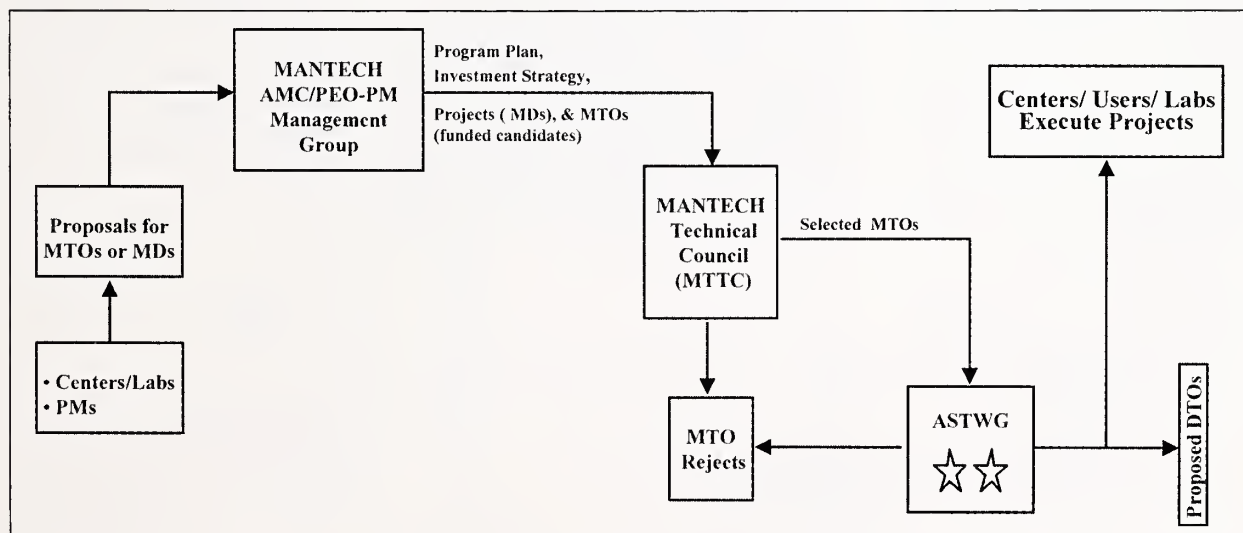 MANTECH
AMC/PEO-PM
Management
Group
Program Plan,
Investment Strategy,
Projects ( MDs), & MTOs
(funded candidates)
Centers/ Users/ Labs
Execute Projects
Proposals for
MTOs or MDs
MANTECH
Technical
Council
(MTTC)
Selected MTOs
• Centers/Labs
• PMs
MTO
Rejects
ASTWG
Proposed DTOs